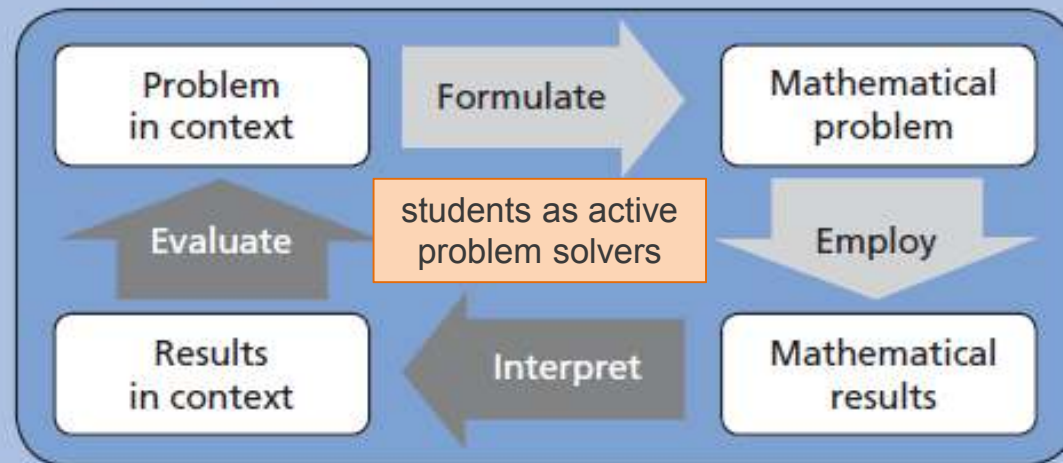 Problem
in context
Formulate
Mathematical
problem
students as active
problem solvers
Evaluate
Employ
Results
in context
Interpret
Mathematical
results